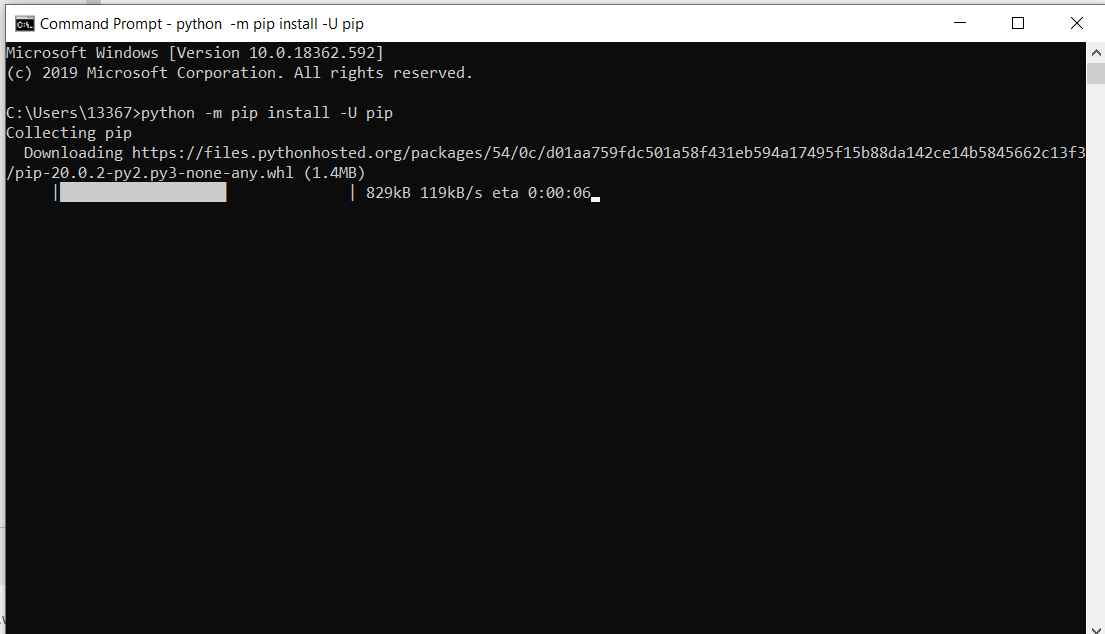 Command Prompt - python  -m pip install -U pip
Microsoft Windows [Version 10.0.18362.592]
(c) 2019 Microsoft Corporation. All rights reserved.
C:\Users\13367>python -m pip install -U pip
Collecting pip
  Downloading https://files.pythonhosted.org/packages/54/0c/d01aa759fdc501a58f431eb594a17495f15b88da142ce14b5845662c13f3
/pip-20.0.2-py2.py3-none-any.whl (1.4MB)
     |████████████████████            | 829kB 119kB/s eta 0:00:06